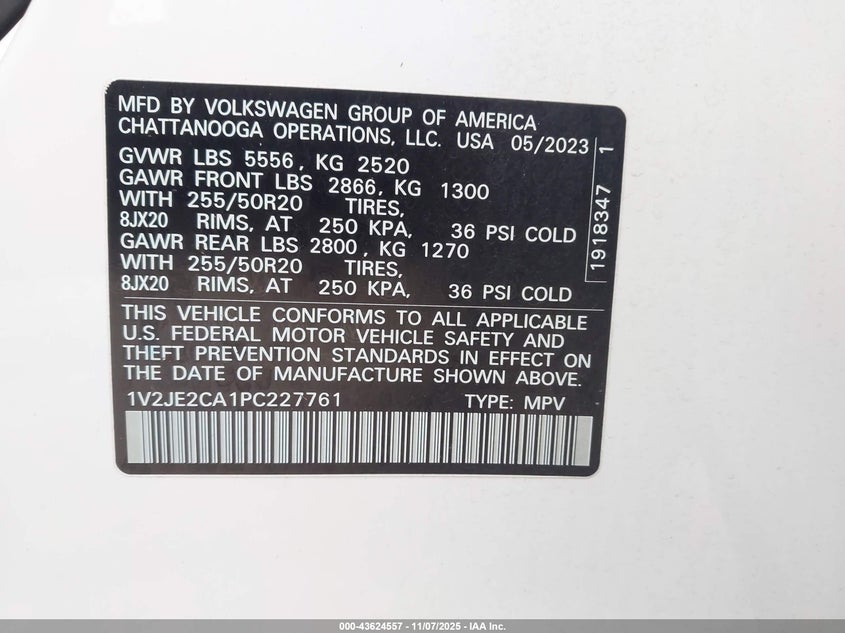 MFD BY VOLKSWAGEN GROUP OF AMERICA
CHATTANOOGA OPERATIONS, LLC. USA 05/2023
GVWR LBS 5556, KG 2520
GAWR FRONT LBS 2866, KG 1300
WITH 255/50R20 TIRES,
8JX20 RIMS, AT 250 KPA, 36 PSI COLD
GAWR REAR LBS 2800, KG 1270
WITH 255/50R20 TIRES,
8JX20 RIMS, AT 250 KPA, 36 PSI COLD
1918347 1
THIS VEHICLE CONFORMS TO ALL APPLICABLE
U.S. FEDERAL MOTOR VEHICLE SAFETY AND
THEFT PREVENTION STANDARDS IN EFFECT ON
THE DATE OF MANUFACTURE SHOWN ABOVE.
1V2JE2CA1PC227761 TYPE: MPV
000-43624557 - 11/07/2025 - IAA Inc.